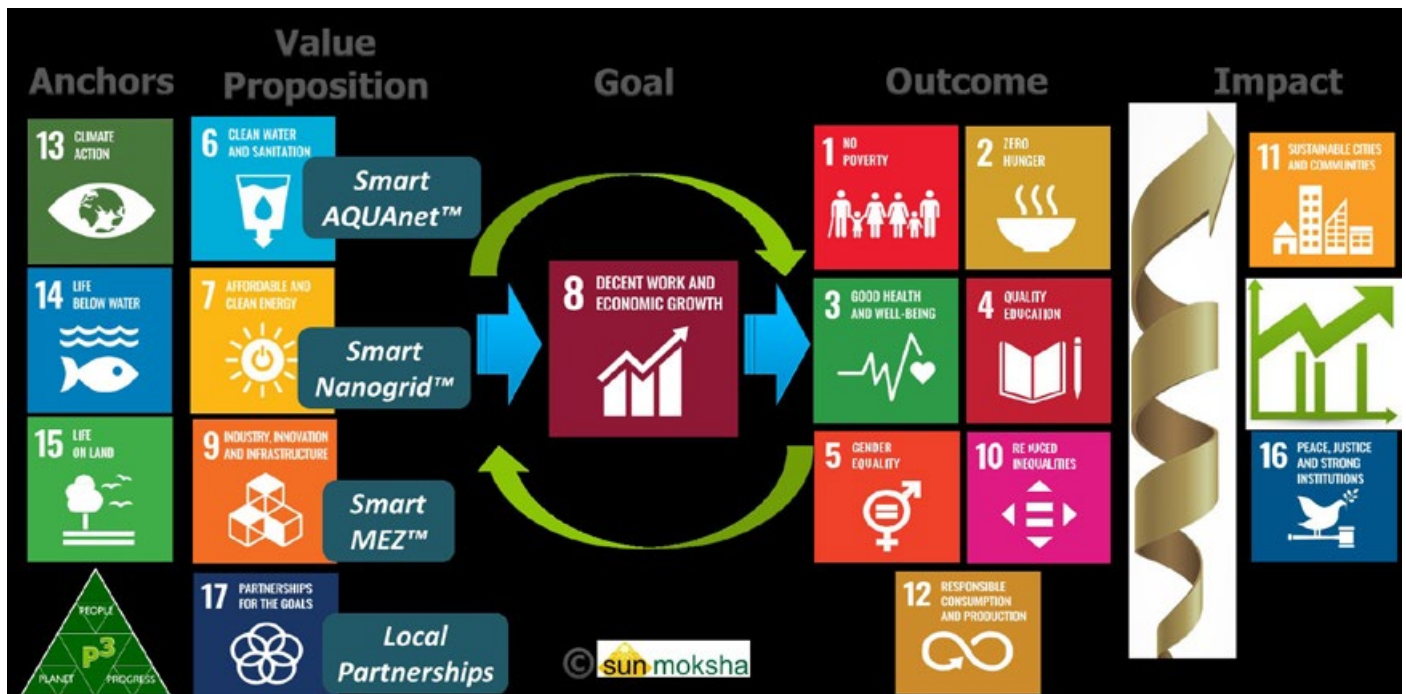 Anchors
Value
Proposition
Goal
Outcome
Impact
13 CLIMATE
ACTION
14 LIFE
BELOW WATER
15 LIFE
ON LAND
PEOPLE
P³
PLANET
PROGRESS
6 CLEAN WATER
AND SANITATION
Smart
AQUAnet™
7 AFFORDABLE AND
CLEAN ENERGY
Smart
Nanogrid™
9 INDUSTRY, INNOVATION
AND INFRASTRUCTURE
Smart
MEZ™
17 PARTNERSHIPS
FOR THE GOALS
Local
Partnerships
8 DECENT WORK AND
ECONOMIC GROWTH
© sun moksha
1 NO
POVERTY
2 ZERO
HUNGER
3 GOOD HEALTH
AND WELL-BEING
4 QUALITY
EDUCATION
5 GENDER
EQUALITY
10 REDUCED
INEQUALITIES
12 RESPONSIBLE
CONSUMPTION
AND PRODUCTION
11 SUSTAINABLE CITIES
AND COMMUNITIES
16 PEACE, JUSTICE
AND STRONG
INSTITUTIONS